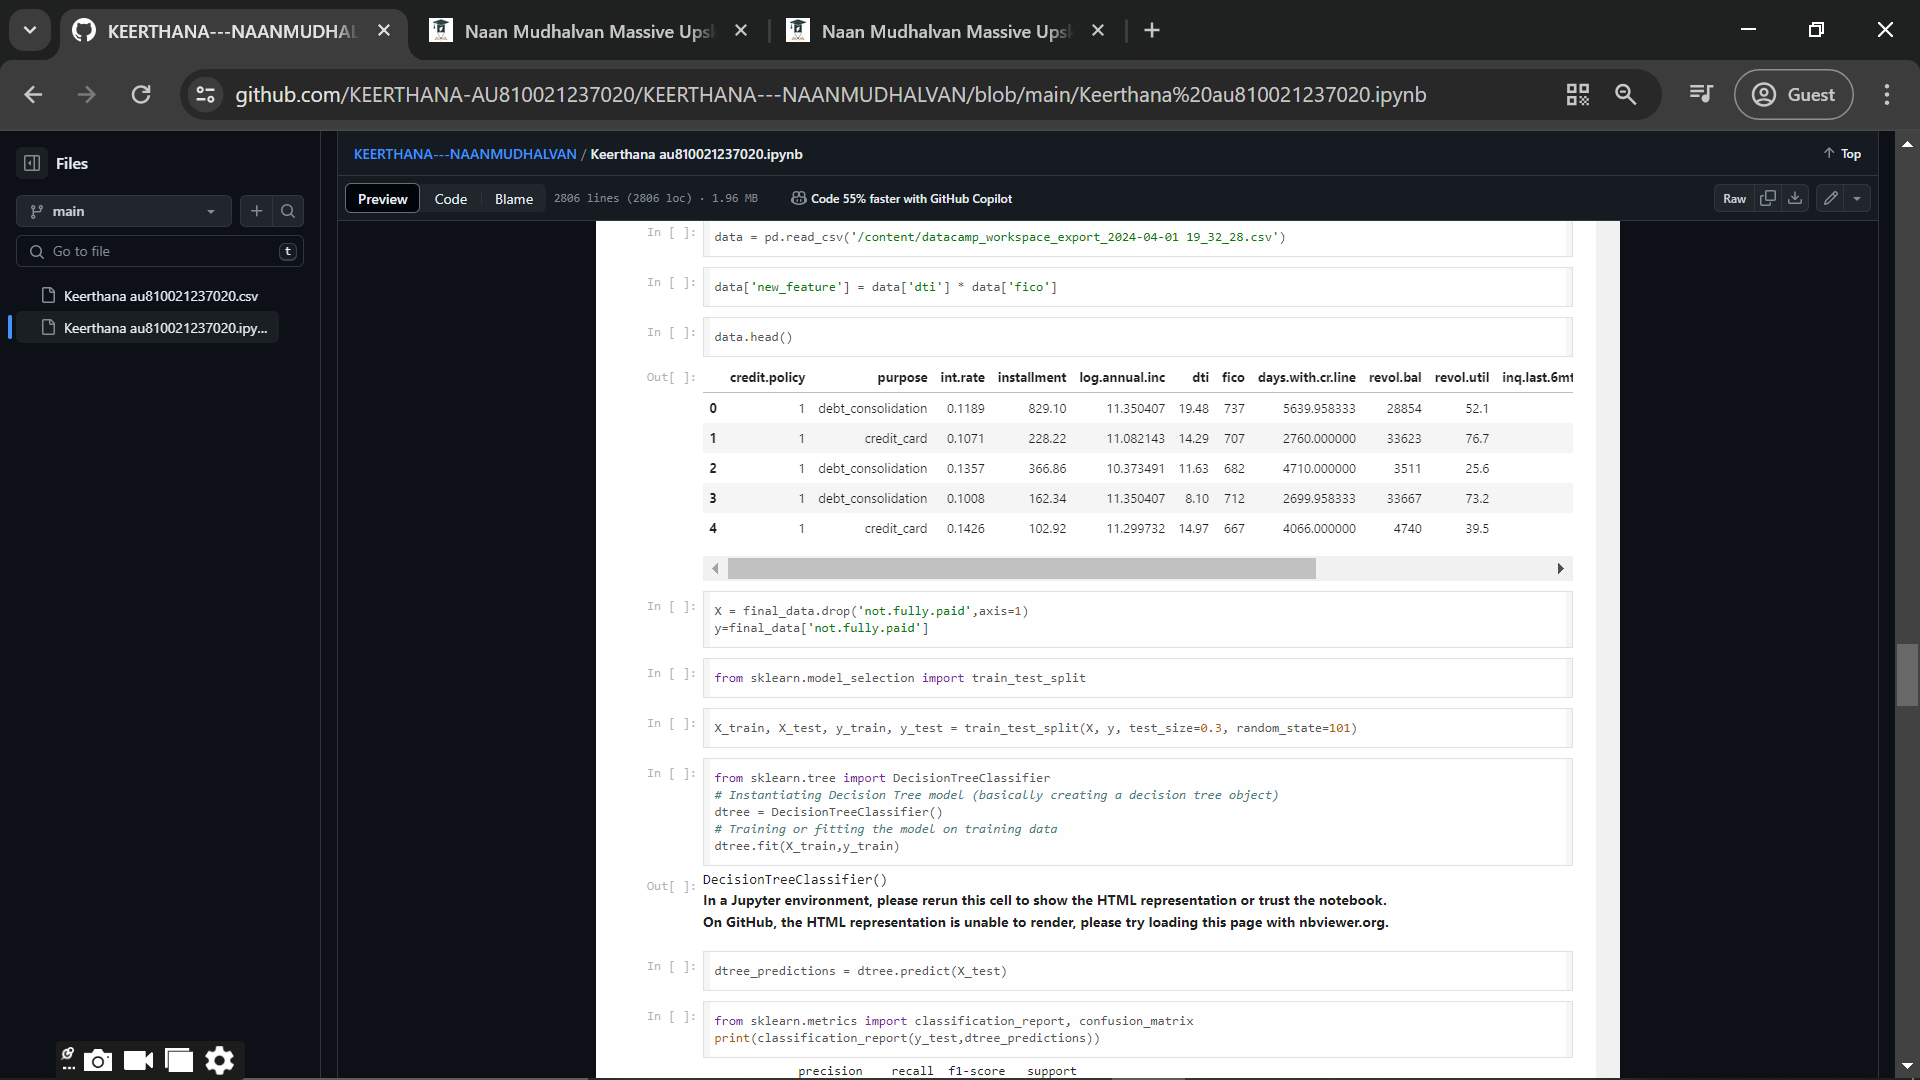 KEERTHANA---NAANMUDHAL
Naan Mudhalvan Massive Ups
Naan Mudhalvan Massive Ups
github.com/KEERTHANA-AU810021237020/KEERTHANA---NAANMUDHALVAN/blob/main/Keerthana%20au810021237020.ipynb
Guest
Files
KEERTHANA---NAANMUDHALVAN / Keerthana au810021237020.ipynb
Top
main
Preview Code Blame 2806 lines (2806 loc) · 1.96 MB Code 55% faster with GitHub Copilot
Raw
Go to file t
Keerthana au810021237020.csv
Keerthana au810021237020.ipy...
In [ ]: data = pd.read_csv('/content/datacamp_workspace_export_2024-04-01 19_32_28.csv')
In [ ]: data['new_feature'] = data['dti'] * data['fico']
In [ ]: data.head()
Out[ ]: credit.policy purpose int.rate installment log.annual.inc dti fico days.with.cr.line revol.bal revol.util inq.last.6mt
0 1 debt_consolidation 0.1189 829.10 11.350407 19.48 737 5639.958333 28854 52.1
1 1 credit_card 0.1071 228.22 11.082143 14.29 707 2760.000000 33623 76.7
2 1 debt_consolidation 0.1357 366.86 10.373491 11.63 682 4710.000000 3511 25.6
3 1 debt_consolidation 0.1008 162.34 11.350407 8.10 712 2699.958333 33667 73.2
4 1 credit_card 0.1426 102.92 11.299732 14.97 667 4066.000000 4740 39.5
In [ ]: X = final_data.drop('not.fully.paid',axis=1)
y=final_data['not.fully.paid']
In [ ]: from sklearn.model_selection import train_test_split
In [ ]: X_train, X_test, y_train, y_test = train_test_split(X, y, test_size=0.3, random_state=101)
In [ ]: from sklearn.tree import DecisionTreeClassifier
# Instantiating Decision Tree model (basically creating a decision tree object)
dtree = DecisionTreeClassifier()
# Training or fitting the model on training data
dtree.fit(X_train,y_train)
Out[ ]: DecisionTreeClassifier()
In a Jupyter environment, please rerun this cell to show the HTML representation or trust the notebook.
On GitHub, the HTML representation is unable to render, please try loading this page with nbviewer.org.
In [ ]: dtree_predictions = dtree.predict(X_test)
In [ ]: from sklearn.metrics import classification_report, confusion_matrix
print(classification_report(y_test,dtree_predictions))
precision recall f1-score support